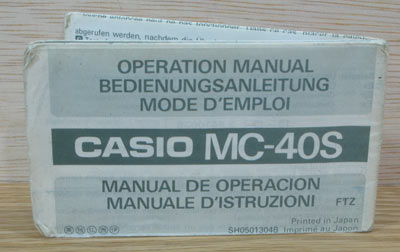 abgerufen werden, nachdem die
OPERATION MANUAL
BEDIENUNGSANLEITUNG
MODE D'EMPLOI
CASIO MC-40S
MANUAL DE OPERACION
MANUALE D'ISTRUZIONI FTZ
Printed in Japan
SH0501304B Imprimé au Japon